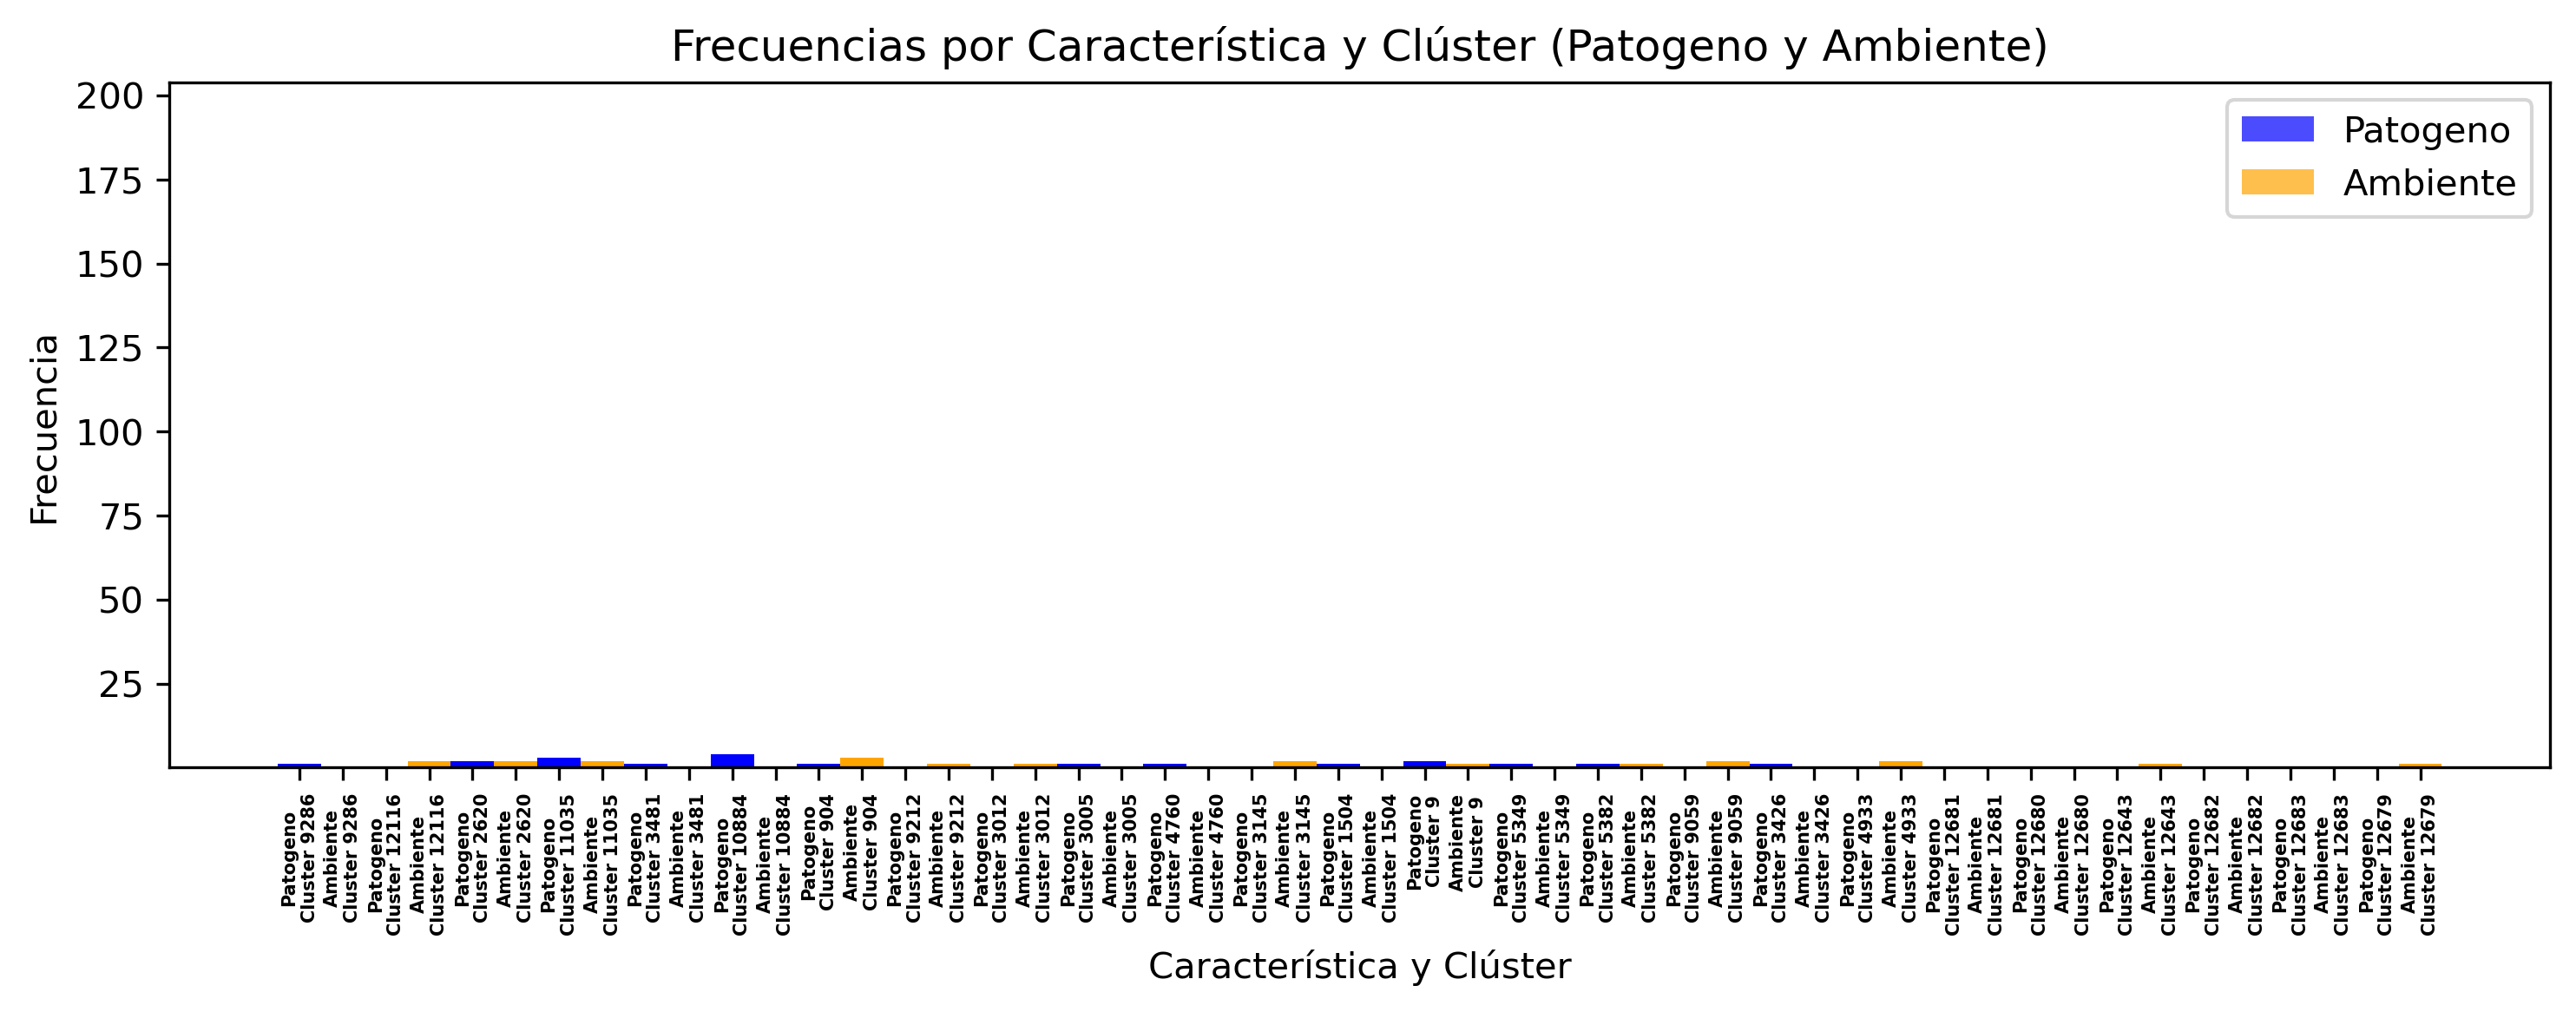 Frecuencias por Característica y Clúster (Patogeno y Ambiente)
200
175
150
125
100
75
50
25
Frecuencia
Patogeno
Ambiente
Patogeno
Cluster 9286
Ambiente
Cluster 9286
Patogeno
Cluster 12116
Ambiente
Cluster 12116
Patogeno
Cluster 2620
Ambiente
Cluster 2620
Patogeno
Cluster 11035
Ambiente
Cluster 11035
Patogeno
Cluster 3481
Ambiente
Cluster 3481
Patogeno
Cluster 10884
Ambiente
Cluster 10884
Patogeno
Cluster 904
Ambiente
Cluster 904
Patogeno
Cluster 9212
Ambiente
Cluster 9212
Patogeno
Cluster 3012
Ambiente
Cluster 3012
Patogeno
Cluster 3005
Ambiente
Cluster 3005
Patogeno
Cluster 4760
Ambiente
Cluster 4760
Patogeno
Cluster 3145
Ambiente
Cluster 3145
Patogeno
Cluster 1504
Ambiente
Cluster 1504
Patogeno
Cluster 9
Ambiente
Cluster 9
Patogeno
Cluster 5349
Ambiente
Cluster 5349
Patogeno
Cluster 5382
Ambiente
Cluster 5382
Patogeno
Cluster 9059
Ambiente
Cluster 9059
Patogeno
Cluster 3426
Ambiente
Cluster 3426
Patogeno
Cluster 4933
Ambiente
Cluster 4933
Patogeno
Cluster 12681
Ambiente
Cluster 12681
Patogeno
Cluster 12680
Ambiente
Cluster 12680
Patogeno
Cluster 12643
Ambiente
Cluster 12643
Patogeno
Cluster 12682
Ambiente
Cluster 12682
Patogeno
Cluster 12683
Ambiente
Cluster 12683
Patogeno
Cluster 12679
Ambiente
Cluster 12679
Característica y Clúster